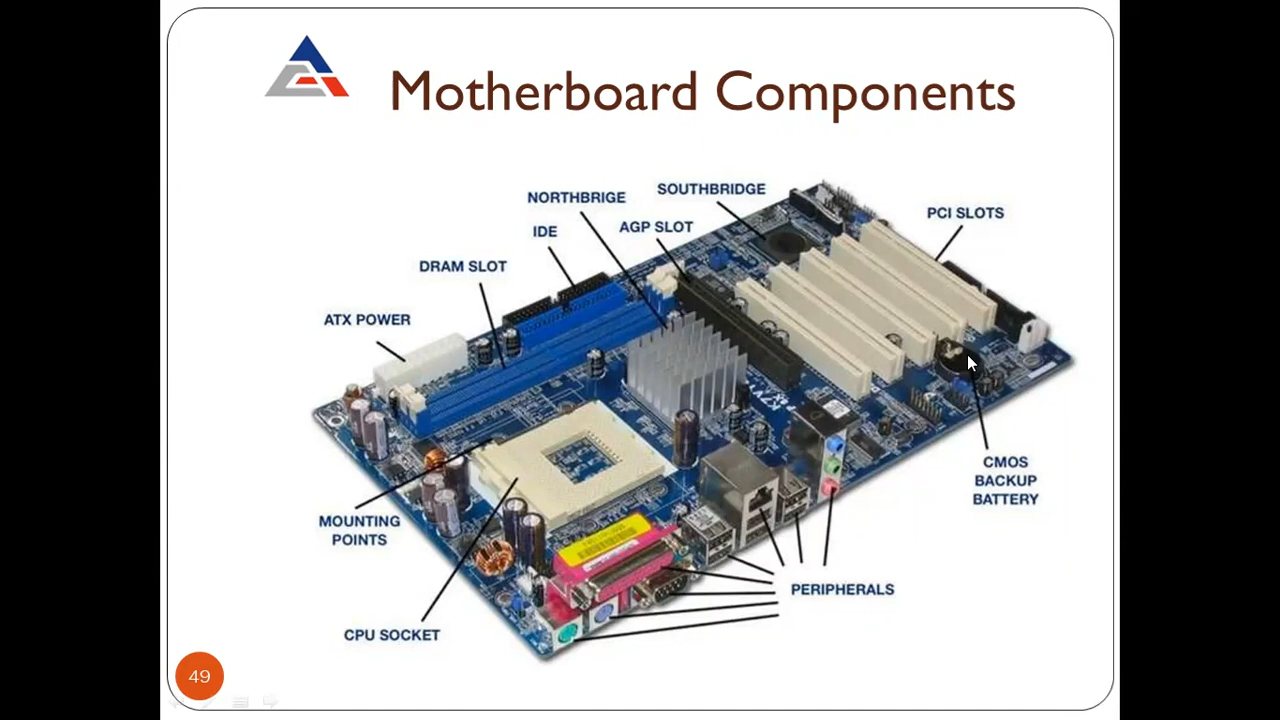 Motherboard Components
NORTHBRIGE
SOUTHBRIDGE
IDE
AGP SLOT
PCI SLOTS
DRAM SLOT
ATX POWER
CMOS
BACKUP
BATTERY
MOUNTING
POINTS
PERIPHERALS
CPU SOCKET
49